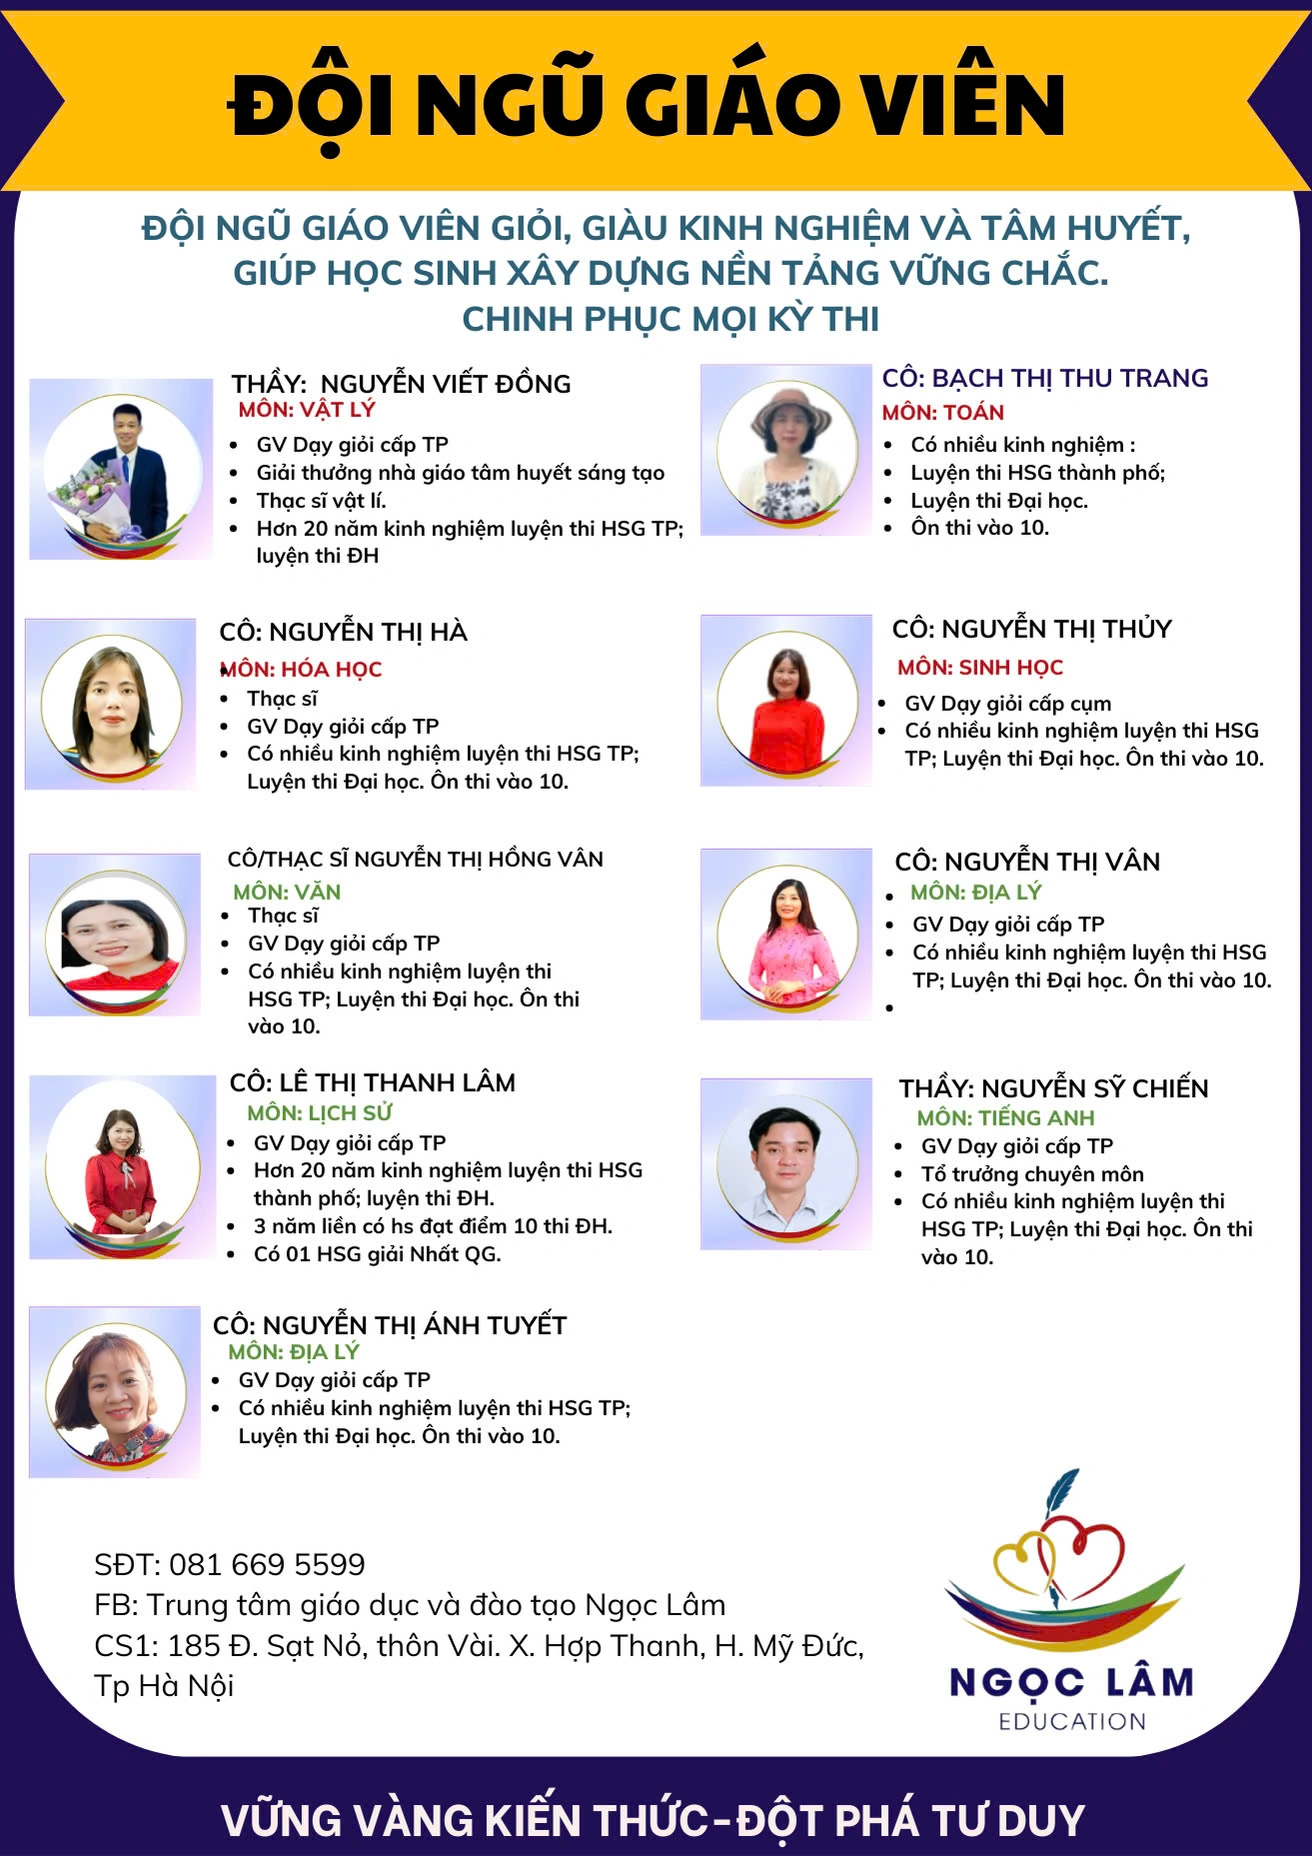 ĐỘI NGŨ GIÁO VIÊN
ĐỘI NGŨ GIÁO VIÊN GIỎI, GIÀU KINH NGHIỆM VÀ TÂM HUYẾT,
GIÚP HỌC SINH XÂY DỰNG NỀN TẢNG VỮNG CHẮC.
CHINH PHỤC MỌI KỲ THI
THẦY: NGUYỄN VIẾT ĐỒNG
MÔN: VẬT LÝ
• GV Dạy giỏi cấp TP
• Giải thưởng nhà giáo tâm huyết sáng tạo
• Thạc sĩ vật lí.
• Hơn 20 năm kinh nghiệm luyện thi HSG TP;
luyện thi ĐH
CÔ: BẠCH THỊ THU TRANG
MÔN: TOÁN
• Có nhiều kinh nghiệm :
• Luyện thi HSG thành phố;
• Luyện thi Đại học.
• Ôn thi vào 10.
CÔ: NGUYỄN THỊ HÀ
MÔN: HÓA HỌC
• Thạc sĩ
• GV Dạy giỏi cấp TP
• Có nhiều kinh nghiệm luyện thi HSG TP;
Luyện thi Đại học. Ôn thi vào 10.
CÔ: NGUYỄN THỊ THỦY
MÔN: SINH HỌC
• GV Dạy giỏi cấp cụm
• Có nhiều kinh nghiệm luyện thi HSG
TP; Luyện thi Đại học. Ôn thi vào 10.
CÔ/THẠC SĨ NGUYỄN THỊ HỒNG VÂN
MÔN: VĂN
• Thạc sĩ
• GV Dạy giỏi cấp TP
• Có nhiều kinh nghiệm luyện thi
HSG TP; Luyện thi Đại học. Ôn thi
vào 10.
CÔ: NGUYỄN THỊ VÂN
• MÔN: ĐỊA LÝ
• GV Dạy giỏi cấp TP
• Có nhiều kinh nghiệm luyện thi HSG
TP; Luyện thi Đại học. Ôn thi vào 10.
•
CÔ: LÊ THỊ THANH LÂM
MÔN: LỊCH SỬ
• GV Dạy giỏi cấp TP
• Hơn 20 năm kinh nghiệm luyện thi HSG
thành phố; luyện thi ĐH.
• 3 năm liền có hs đạt điểm 10 thi ĐH.
• Có 01 HSG giải Nhất QG.
THẦY: NGUYỄN SỸ CHIẾN
MÔN: TIẾNG ANH
• GV Dạy giỏi cấp TP
• Tổ trưởng chuyên môn
• Có nhiều kinh nghiệm luyện thi
HSG TP; Luyện thi Đại học. Ôn thi
vào 10.
CÔ: NGUYỄN THỊ ÁNH TUYẾT
MÔN: ĐỊA LÝ
• GV Dạy giỏi cấp TP
• Có nhiều kinh nghiệm luyện thi HSG TP;
Luyện thi Đại học. Ôn thi vào 10.
SĐT: 081 669 5599
FB: Trung tâm giáo dục và đào tạo Ngọc Lâm
CS1: 185 Đ. Sạt Nỏ, thôn Vài. X. Hợp Thanh, H. Mỹ Đức,
Tp Hà Nội
NGỌC LÂM
EDUCATION
VỮNG VÀNG KIẾN THỨC-ĐỘT PHÁ TƯ DUY